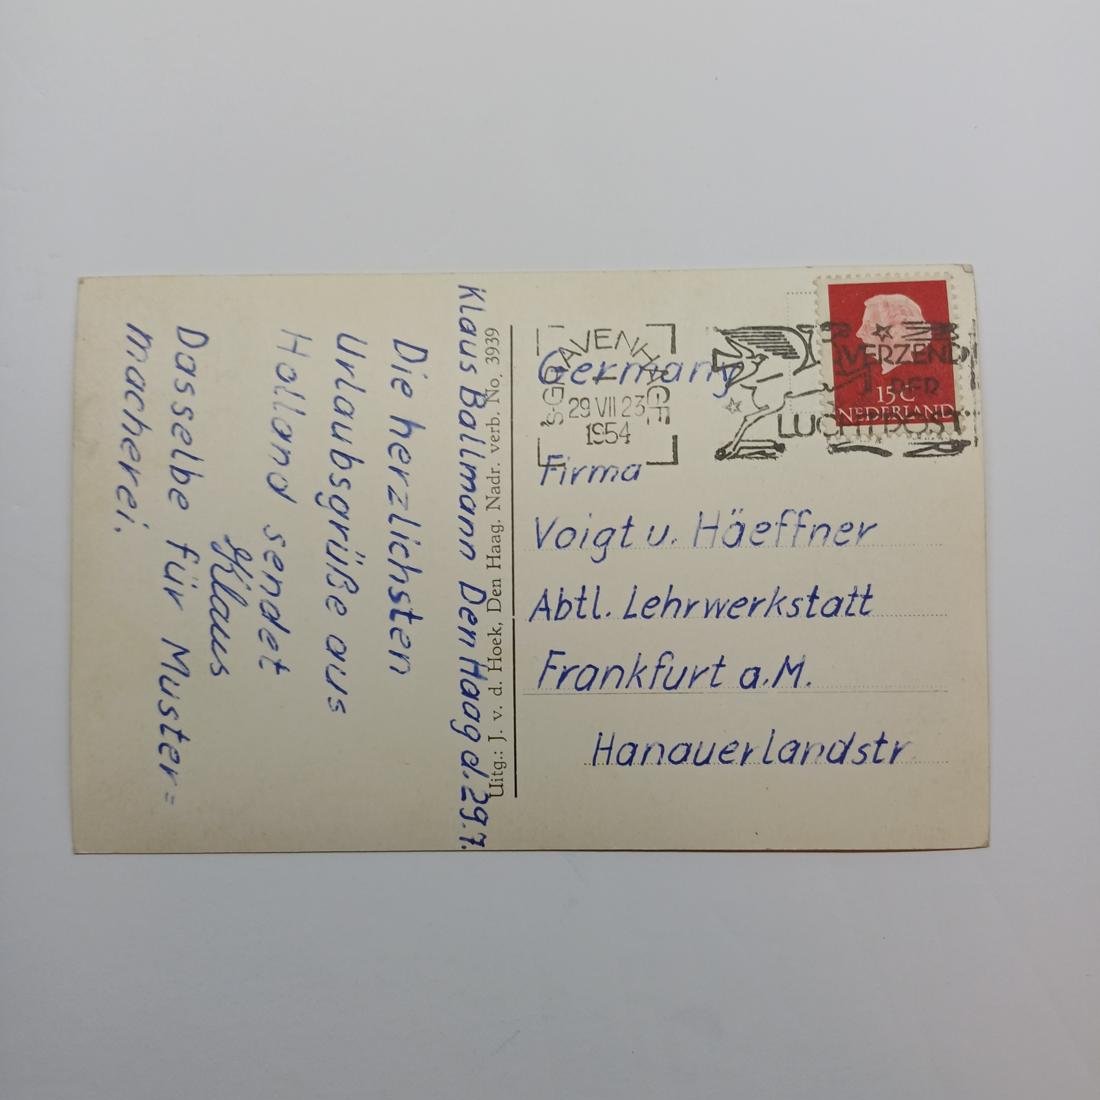 Klaus Ballmann Den Haag d. 29.7.
Die herzlichsten
Urlaubsgrüße aus
Holland sendet
Klaus
Dasselbe für Muster=
macherei.
Uitg.: J. v. d. Hoek, Den Haag. Nadr. verb. No. 3939
'S-GRAVENHAGE
29 VII 23
1954
VERZEND
PER
LUCHTPOST
15 C
NEDERLAND
Germany
Firma
Voigt u. Häeffner
Abtl. Lehrwerkstatt
Frankfurt a.M.
Hanauerlandstr.